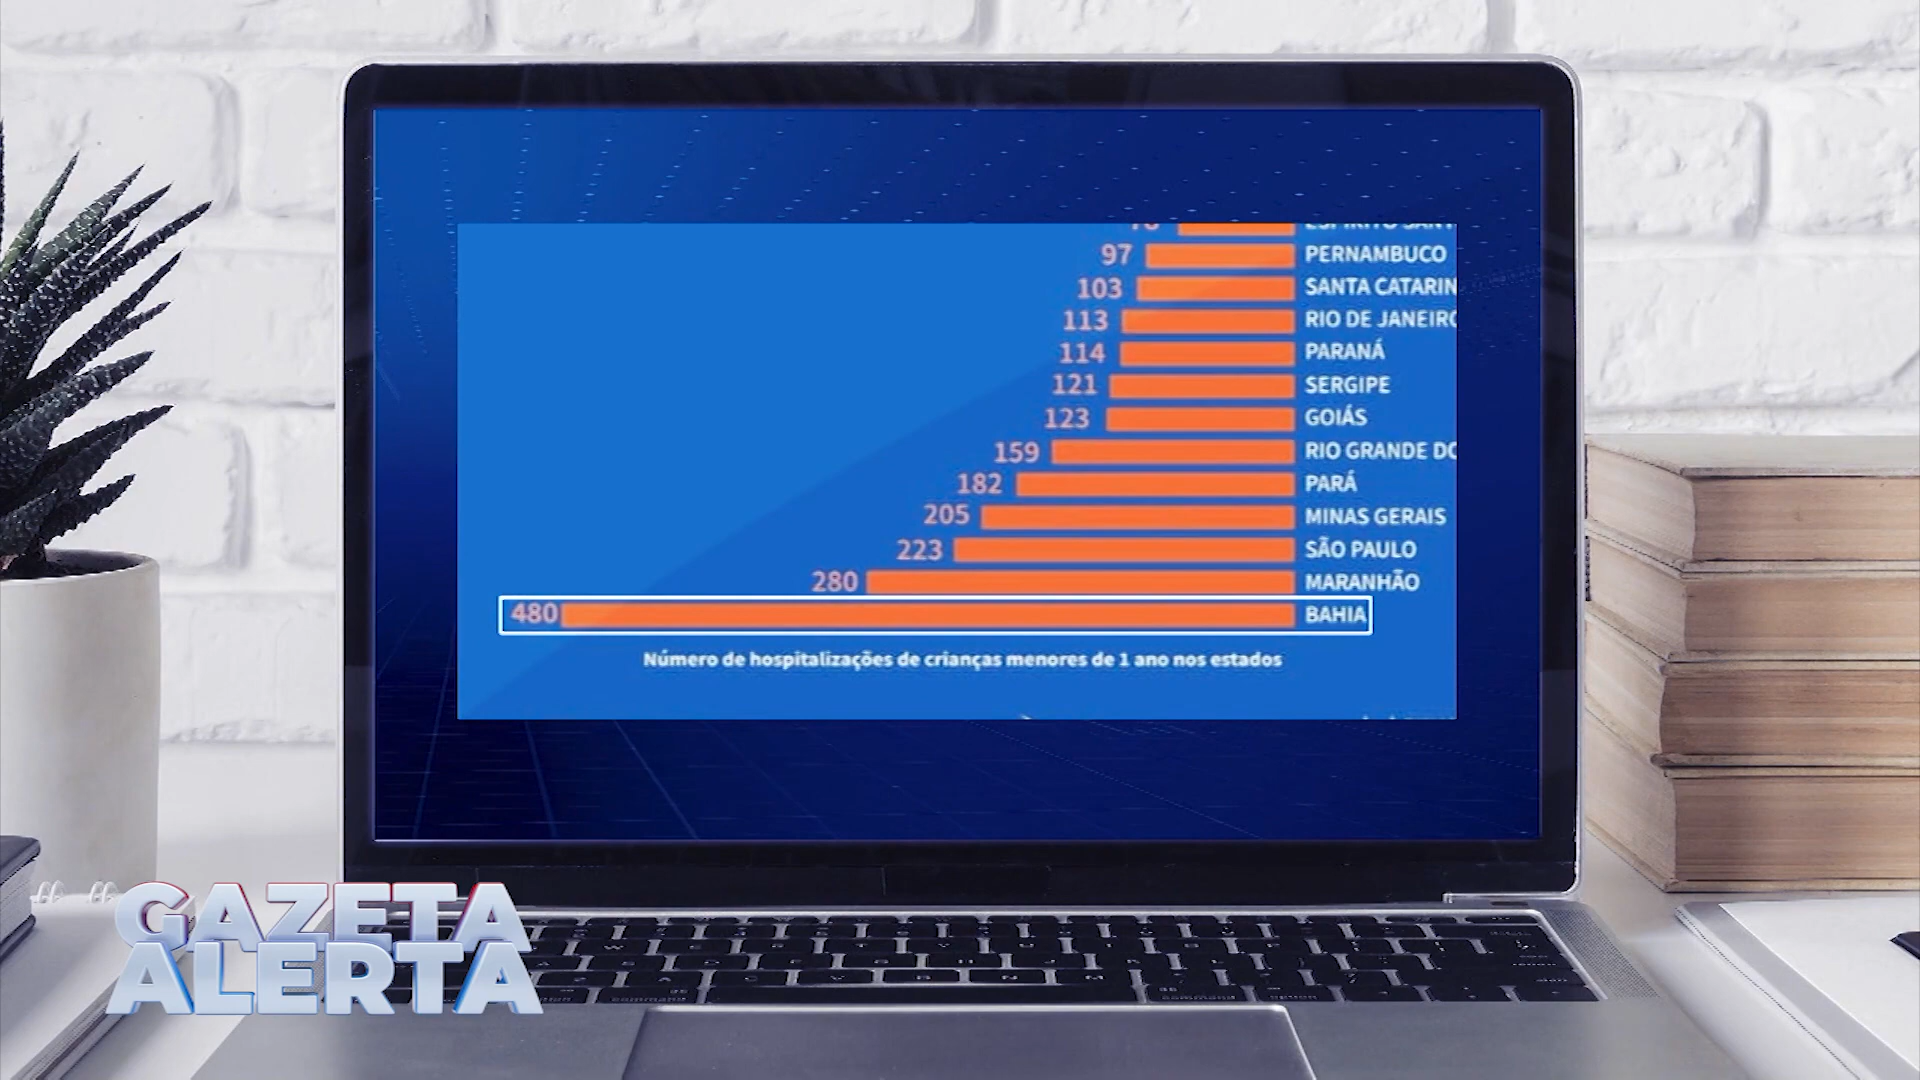 97 PERNAMBUCO
103 SANTA CATARIN
113 RIO DE JANEIRO
114 PARANÁ
121 SERGIPE
123 GOIÁS
159 RIO GRANDE DO
182 PARÁ
205 MINAS GERAIS
223 SÃO PAULO
280 MARANHÃO
480 BAHIA
Número de hospitalizações de crianças menores de 1 ano nos estados
GAZETA
ALERTA